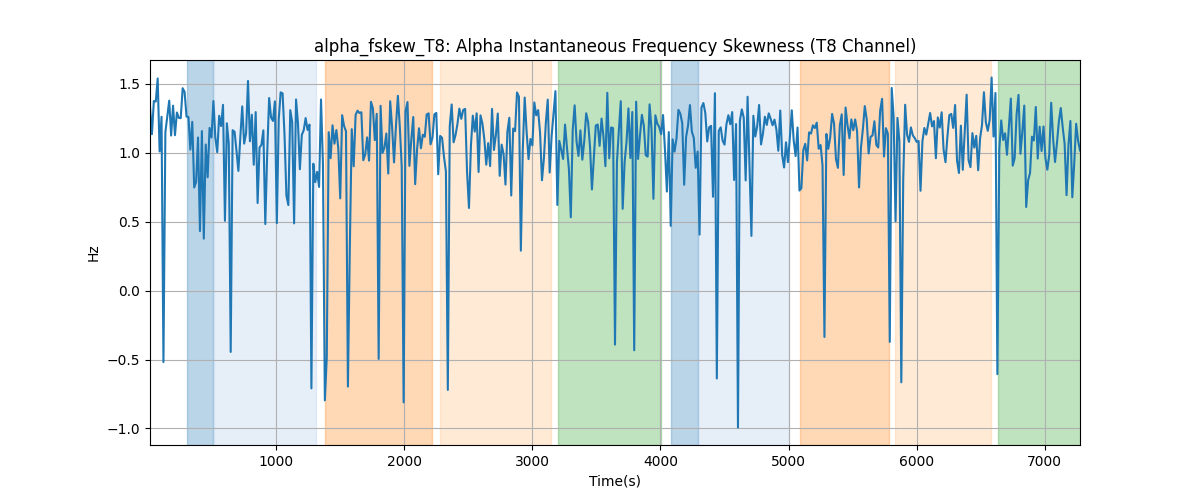 alpha_fskew_T8: Alpha Instantaneous Frequency Skewness (T8 Channel)
1.5
1.0
0.5
0.0
−0.5
−1.0
Hz
1000 2000 3000 4000 5000 6000 7000
Time(s)